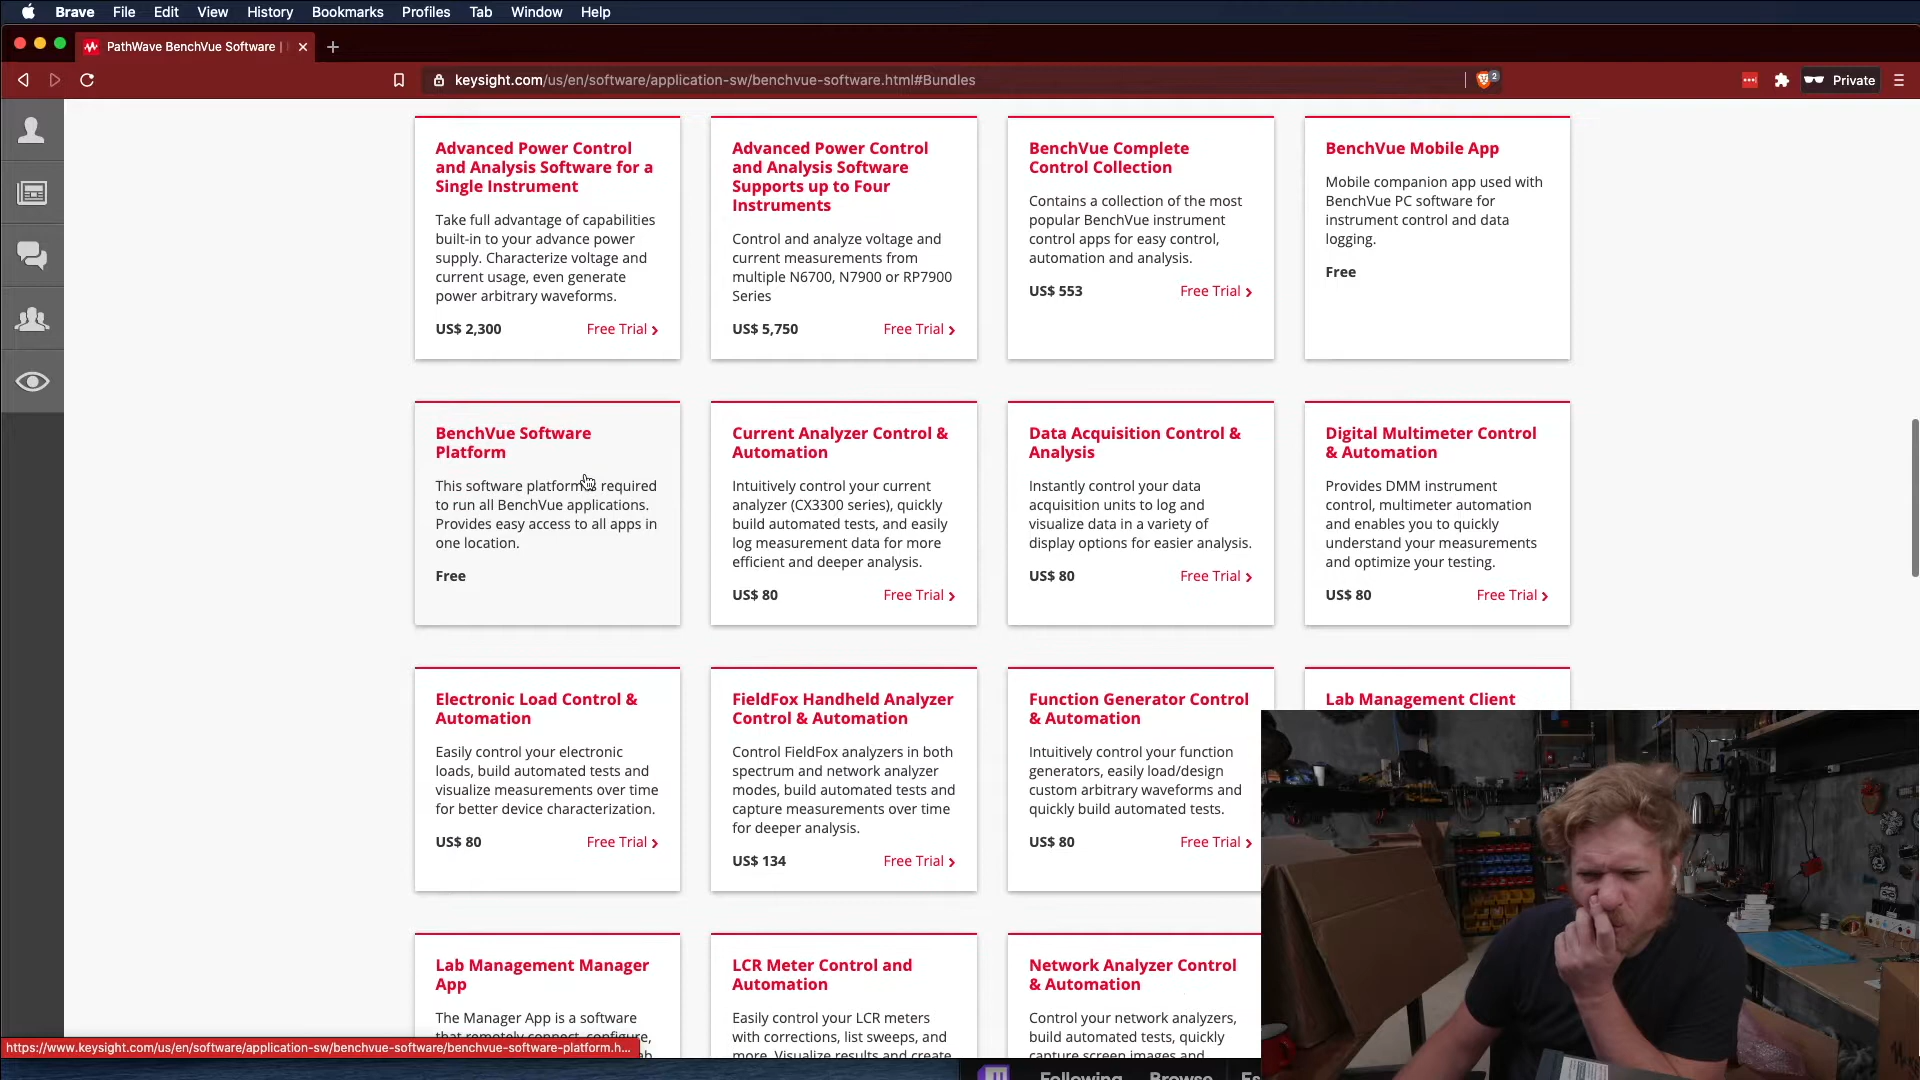 Brave File Edit View History Bookmarks Profiles Tab Window Help
PathWave BenchVue Software |
keysight.com/us/en/software/application-sw/benchvue-software.html#Bundles
2
Private
Advanced Power Control
and Analysis Software for a
Single Instrument
Take full advantage of capabilities
built-in to your advance power
supply. Characterize voltage and
current usage, even generate
power arbitrary waveforms.
US$ 2,300 Free Trial
Advanced Power Control
and Analysis Software
Supports up to Four
Instruments
Control and analyze voltage and
current measurements from
multiple N6700, N7900 or RP7900
Series
US$ 5,750 Free Trial
BenchVue Complete
Control Collection
Contains a collection of the most
popular BenchVue instrument
control apps for easy control,
automation and analysis.
US$ 553 Free Trial
BenchVue Mobile App
Mobile companion app used with
BenchVue PC software for
instrument control and data
logging.
Free
BenchVue Software
Platform
This software platform required
to run all BenchVue applications.
Provides easy access to all apps in
one location.
Free
Current Analyzer Control &
Automation
Intuitively control your current
analyzer (CX3300 series), quickly
build automated tests, and easily
log measurement data for more
efficient and deeper analysis.
US$ 80 Free Trial
Data Acquisition Control &
Analysis
Instantly control your data
acquisition units to log and
visualize data in a variety of
display options for easier analysis.
US$ 80 Free Trial
Digital Multimeter Control
& Automation
Provides DMM instrument
control, multimeter automation
and enables you to quickly
understand your measurements
and optimize your testing.
US$ 80 Free Trial
Electronic Load Control &
Automation
Easily control your electronic
loads, build automated tests and
visualize measurements over time
for better device characterization.
US$ 80 Free Trial
FieldFox Handheld Analyzer
Control & Automation
Control FieldFox analyzers in both
spectrum and network analyzer
modes, build automated tests and
capture measurements over time
for deeper analysis.
US$ 134 Free Trial
Function Generator Control
& Automation
Intuitively control your function
generators, easily load/design
custom arbitrary waveforms and
quickly build automated tests.
US$ 80 Free Trial
Lab Management Client
Lab Management Manager
App
The Manager App is a software
that remotely connect, configure,
LCR Meter Control and
Automation
Easily control your LCR meters
with corrections, list sweeps, and
more. Visualize results and create
Network Analyzer Control
& Automation
Control your network analyzers,
build automated tests, quickly
capture screen images and
https://www.keysight.com/us/en/software/application-sw/benchvue-software/benchvue-software-platform.h...
Following Browse Es